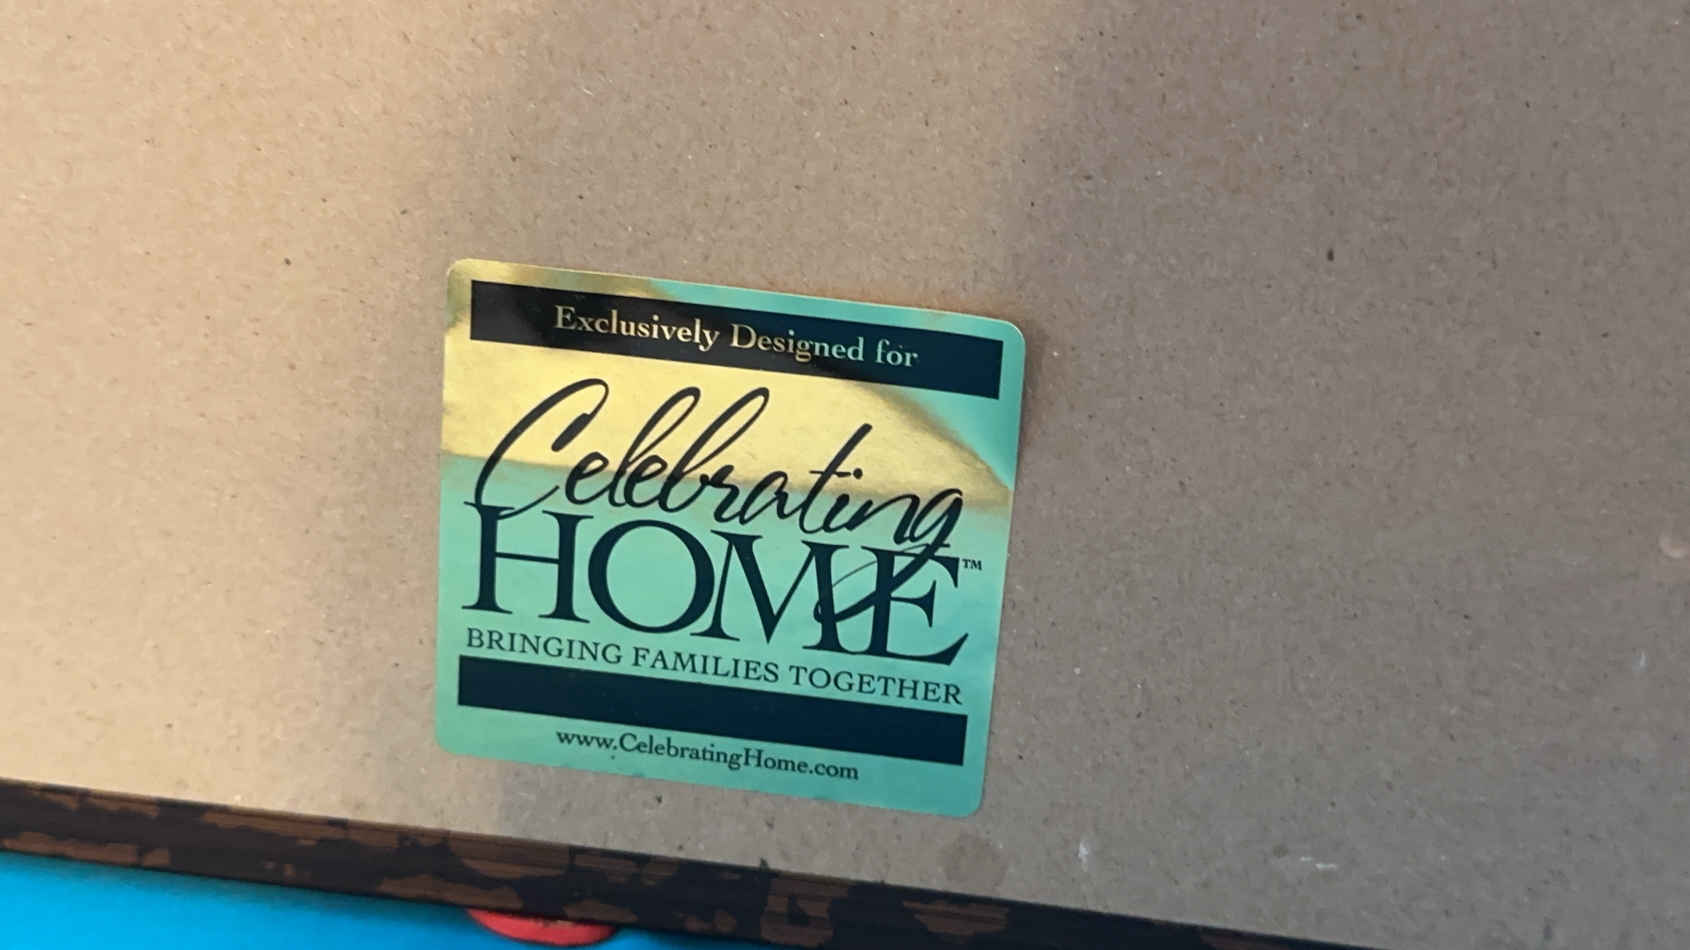 Exclusively Designed for
Celebrating
HOME™
BRINGING FAMILIES TOGETHER
www.CelebratingHome.com